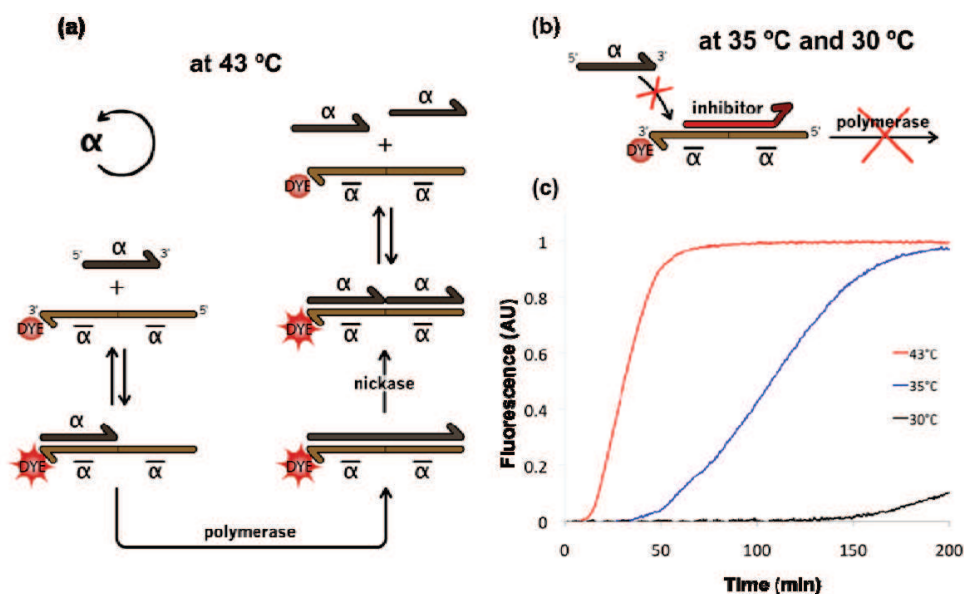 (a)
at 43 ºC
α
α α
+
DYE α̅ α̅
5' α 3'
+
3' 5'
DYE α̅ α̅
α α
DYE α̅ α̅
nickase
α
DYE α̅ α̅
DYE α̅ α̅
polymerase
(b)
at 35 ºC and 30 ºC
5' α 3'
inhibitor
3' 5' polymerase
DYE α̅ α̅
(c)
Fluorescence (AU)
1
0.8
0.6
0.4
0.2
0
43°C
35°C
30°C
0 50 100 150 200
Time (min)